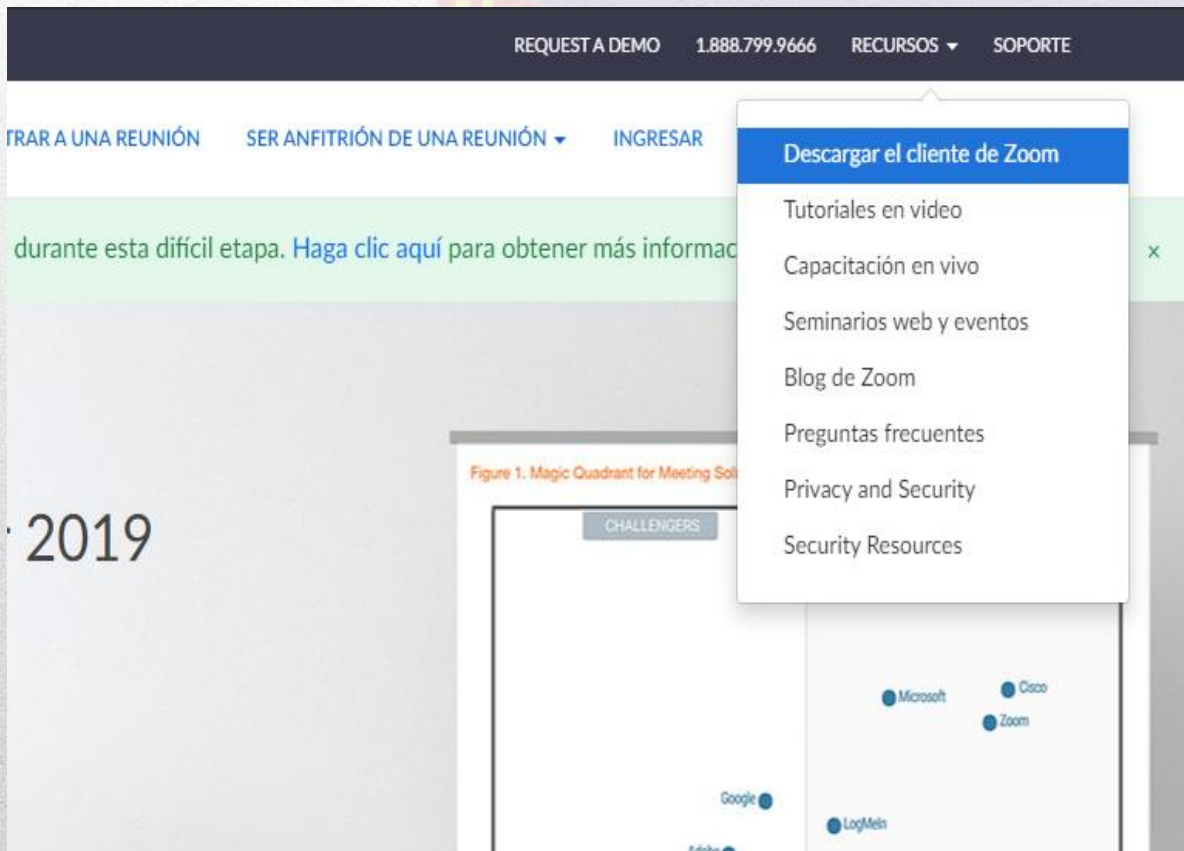 REQUEST A DEMO 1.888.799.9666 RECURSOS SOPORTE
TRAR A UNA REUNIÓN SER ANFITRIÓN DE UNA REUNIÓN INGRESAR
Descargar el cliente de Zoom
Tutoriales en video
Capacitación en vivo
Seminarios web y eventos
Blog de Zoom
Preguntas frecuentes
Privacy and Security
Security Resources
durante esta difícil etapa. Haga clic aquí para obtener más informac x
2019
Figure 1. Magic Quadrant for Meeting Sol
CHALLENGERS
Microsoft
Cisco
Zoom
Google
LogMeIn
Adobe